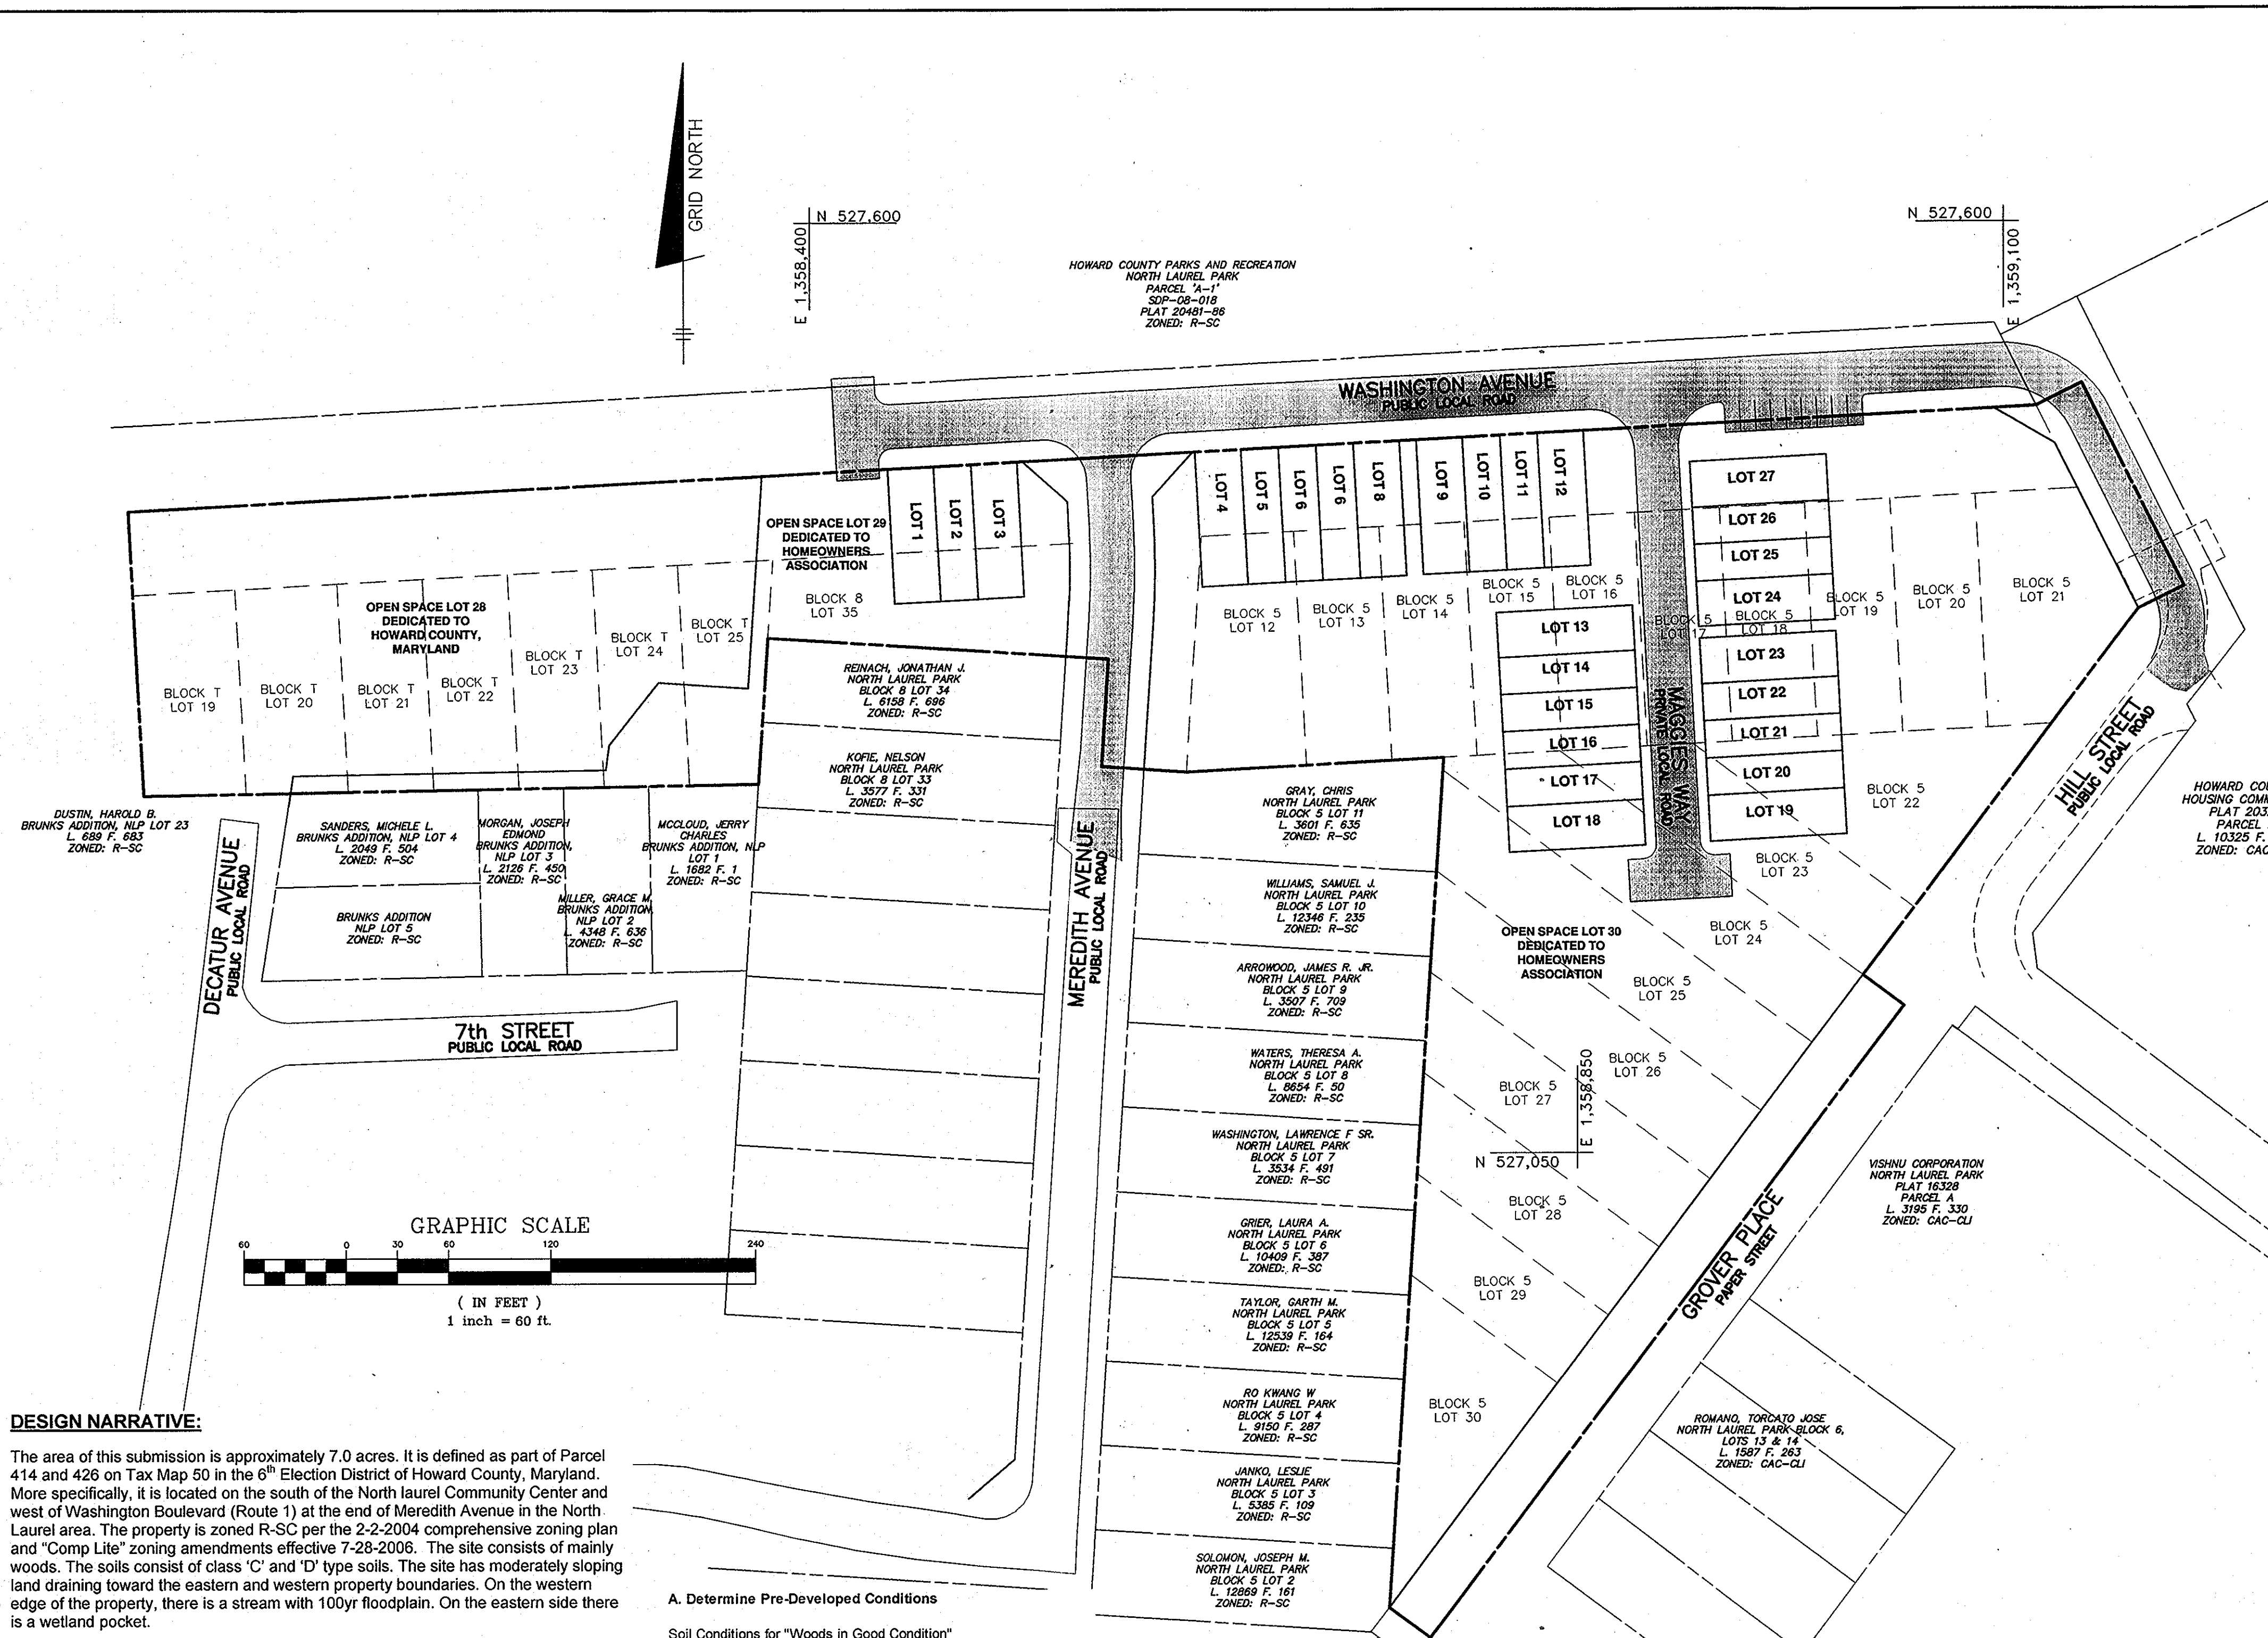 GRID NORTH
N 527,600
E 1,358,400
N 527,600
E 1,359,100
HOWARD COUNTY PARKS AND RECREATION
NORTH LAUREL PARK
PARCEL 'A-1'
SDP-08-018
PLAT 20481-86
ZONED: R-SC
WASHINGTON AVENUE
PUBLIC LOCAL ROAD
OPEN SPACE LOT 29
DEDICATED TO
HOMEOWNERS
ASSOCIATION
LOT 1
LOT 2
LOT 3
LOT 4
LOT 5
LOT 6
LOT 6
LOT 8
LOT 9
LOT 10
LOT 11
LOT 12
LOT 27
LOT 26
LOT 25
LOT 24
LOT 23
LOT 22
LOT 21
LOT 20
LOT 19
LOT 13
LOT 14
LOT 15
LOT 16
LOT 17
LOT 18
OPEN SPACE LOT 28
DEDICATED TO
HOWARD COUNTY,
MARYLAND
BLOCK T
LOT 19
BLOCK T
LOT 20
BLOCK T
LOT 21
BLOCK T
LOT 22
BLOCK T
LOT 23
BLOCK T
LOT 24
BLOCK T
LOT 25
BLOCK 8
LOT 35
BLOCK 5
LOT 12
BLOCK 5
LOT 13
BLOCK 5
LOT 14
BLOCK 5
LOT 15
BLOCK 5
LOT 16
BLOCK 5
LOT 17
BLOCK 5
LOT 18
BLOCK 5
LOT 19
BLOCK 5
LOT 20
BLOCK 5
LOT 21
BLOCK 5
LOT 22
BLOCK 5
LOT 23
BLOCK 5
LOT 24
BLOCK 5
LOT 25
BLOCK 5
LOT 26
BLOCK 5
LOT 27
BLOCK 5
LOT 28
BLOCK 5
LOT 29
BLOCK 5
LOT 30
MAGGIES WAY
PRIVATE LOCAL ROAD
HILL STREET
PUBLIC LOCAL ROAD
HOWARD COU
HOUSING COMM
PLAT 203
PARCEL
L. 10325 F.
ZONED: CAC
REINACH, JONATHAN J.
NORTH LAUREL PARK
BLOCK 8 LOT 34
L. 6158 F. 696
ZONED: R-SC
KOFIE, NELSON
NORTH LAUREL PARK
BLOCK 8 LOT 33
L. 3577 F. 331
ZONED: R-SC
DUSTIN, HAROLD B.
BRUNKS ADDITION, NLP LOT 23
L. 689 F. 683
ZONED: R-SC
SANDERS, MICHELE L.
BRUNKS ADDITION, NLP LOT 4
L. 2049 F. 504
ZONED: R-SC
MORGAN, JOSEPH
EDMOND
BRUNKS ADDITION,
NLP LOT 3
L. 2126 F. 450
ZONED: R-SC
MCCLOUD, JERRY
CHARLES
BRUNKS ADDITION, NLP
LOT 1
L. 1682 F. 1
ZONED: R-SC
MILLER, GRACE M.
BRUNKS ADDITION,
NLP LOT 2
L. 4348 F. 636
ZONED: R-SC
BRUNKS ADDITION
NLP LOT 5
ZONED: R-SC
DECATUR AVENUE
PUBLIC LOCAL ROAD
7th STREET
PUBLIC LOCAL ROAD
MEREDITH AVENUE
PUBLIC LOCAL ROAD
GRAY, CHRIS
NORTH LAUREL PARK
BLOCK 5 LOT 11
L. 3601 F. 635
ZONED: R-SC
WILLIAMS, SAMUEL J.
NORTH LAUREL PARK
BLOCK 5 LOT 10
L. 12346 F. 235
ZONED: R-SC
ARROWOOD, JAMES R. JR.
NORTH LAUREL PARK
BLOCK 5 LOT 9
L. 3507 F. 709
ZONED: R-SC
WATERS, THERESA A.
NORTH LAUREL PARK
BLOCK 5 LOT 8
L. 8654 F. 50
ZONED: R-SC
WASHINGTON, LAWRENCE F SR.
NORTH LAUREL PARK
BLOCK 5 LOT 7
L. 3534 F. 491
ZONED: R-SC
GRIER, LAURA A.
NORTH LAUREL PARK
BLOCK 5 LOT 6
L. 10409 F. 387
ZONED: R-SC
TAYLOR, GARTH M.
NORTH LAUREL PARK
BLOCK 5 LOT 5
L. 12539 F. 164
ZONED: R-SC
RO KWANG W
NORTH LAUREL PARK
BLOCK 5 LOT 4
L. 9150 F. 287
ZONED: R-SC
JANKO, LESLIE
NORTH LAUREL PARK
BLOCK 5 LOT 3
L. 5385 F. 109
ZONED: R-SC
SOLOMON, JOSEPH M.
NORTH LAUREL PARK
BLOCK 5 LOT 2
L. 12869 F. 161
ZONED: R-SC
OPEN SPACE LOT 30
DEDICATED TO
HOMEOWNERS
ASSOCIATION
E 1,358,850
N 527,050
GROVER PLACE
PAPER STREET
VISHNU CORPORATION
NORTH LAUREL PARK
PLAT 16328
PARCEL A
L. 3195 F. 330
ZONED: CAC-CLI
ROMANO, TORCATO JOSE
NORTH LAUREL PARK BLOCK 6,
LOTS 13 & 14
L. 1587 F. 263
ZONED: CAC-CLI
GRAPHIC SCALE
60 0 30 60 120 240
( IN FEET )
1 inch = 60 ft.
DESIGN NARRATIVE:
The area of this submission is approximately 7.0 acres. It is defined as part of Parcel
414 and 426 on Tax Map 50 in the 6th Election District of Howard County, Maryland.
More specifically, it is located on the south of the North laurel Community Center and
west of Washington Boulevard (Route 1) at the end of Meredith Avenue in the North
Laurel area. The property is zoned R-SC per the 2-2-2004 comprehensive zoning plan
and "Comp Lite" zoning amendments effective 7-28-2006. The site consists of mainly
woods. The soils consist of class 'C' and 'D' type soils. The site has moderately sloping
land draining toward the eastern and western property boundaries. On the western
edge of the property, there is a stream with 100yr floodplain. On the eastern side there
is a wetland pocket.
A. Determine Pre-Developed Conditions
Soil Conditions for "Woods in Good Condition"